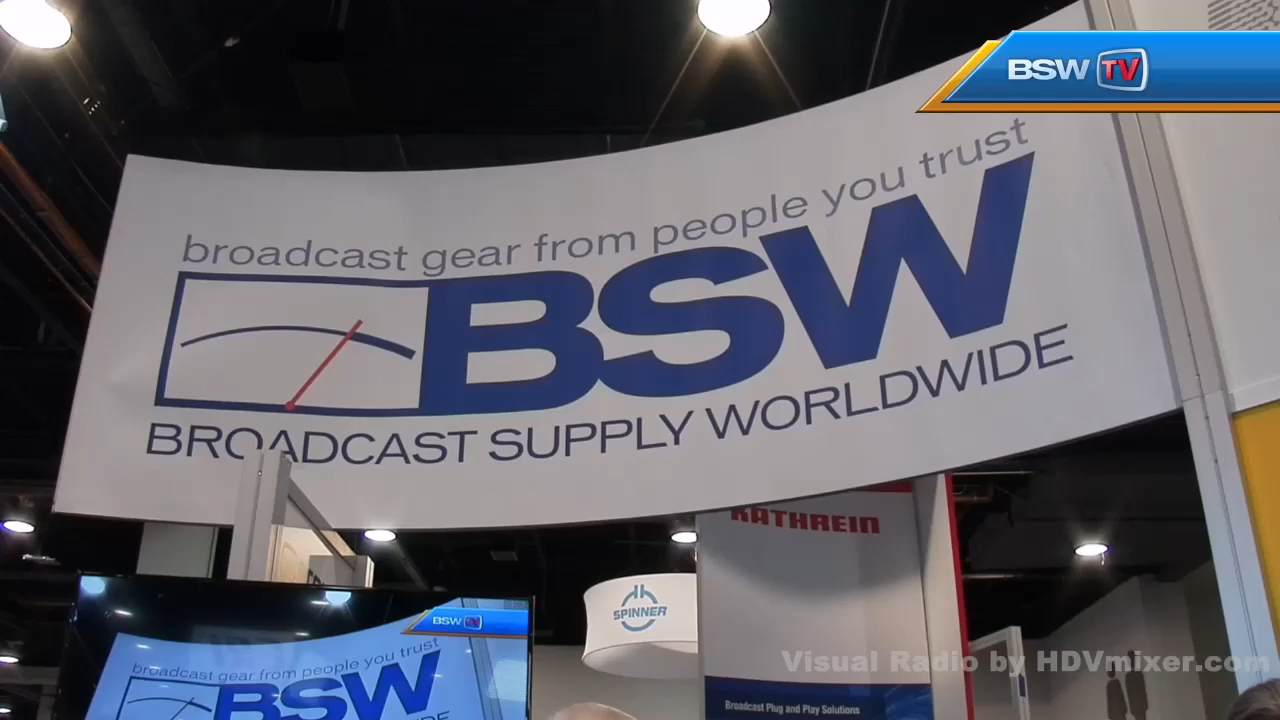 BSW TV
broadcast gear from people you trust
BSW
BROADCAST SUPPLY WORLDWIDE
KATHREIN
SPINNER
BSW TV
broadcast gear from people you trust
BSW
Visual Radio by HDVmixer.com
Broadcast Plug and Play Solutions